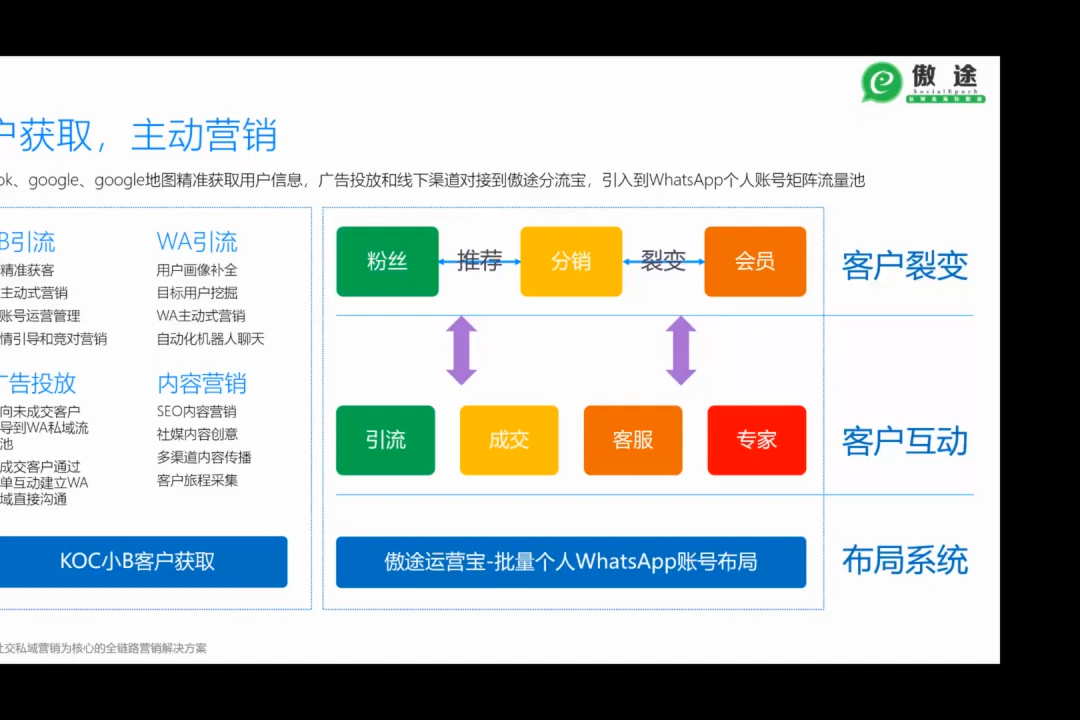 傲途
SocialEpoch
户获取，主动营销
ok、google、google地图精准获取用户信息，广告投放和线下渠道对接到傲途分流宝，引入到WhatsApp个人账号矩阵流量池
B引流
精准获客
主动式营销
账号运营管理
情引导和竞对营销
WA引流
用户画像补全
目标用户挖掘
WA主动式营销
自动化机器人聊天
广告投放
向未成交客户
导到WA私域流
池
成交客户通过
单互动建立WA
域直接沟通
内容营销
SEO内容营销
社媒内容创意
多渠道内容传播
客户旅程采集
KOC小B客户获取
粉丝 推荐 分销 裂变 会员
客户裂变
引流 成交 客服 专家
客户互动
傲途运营宝-批量个人WhatsApp账号布局
布局系统
社交私域营销为核心的全链路营销解决方案